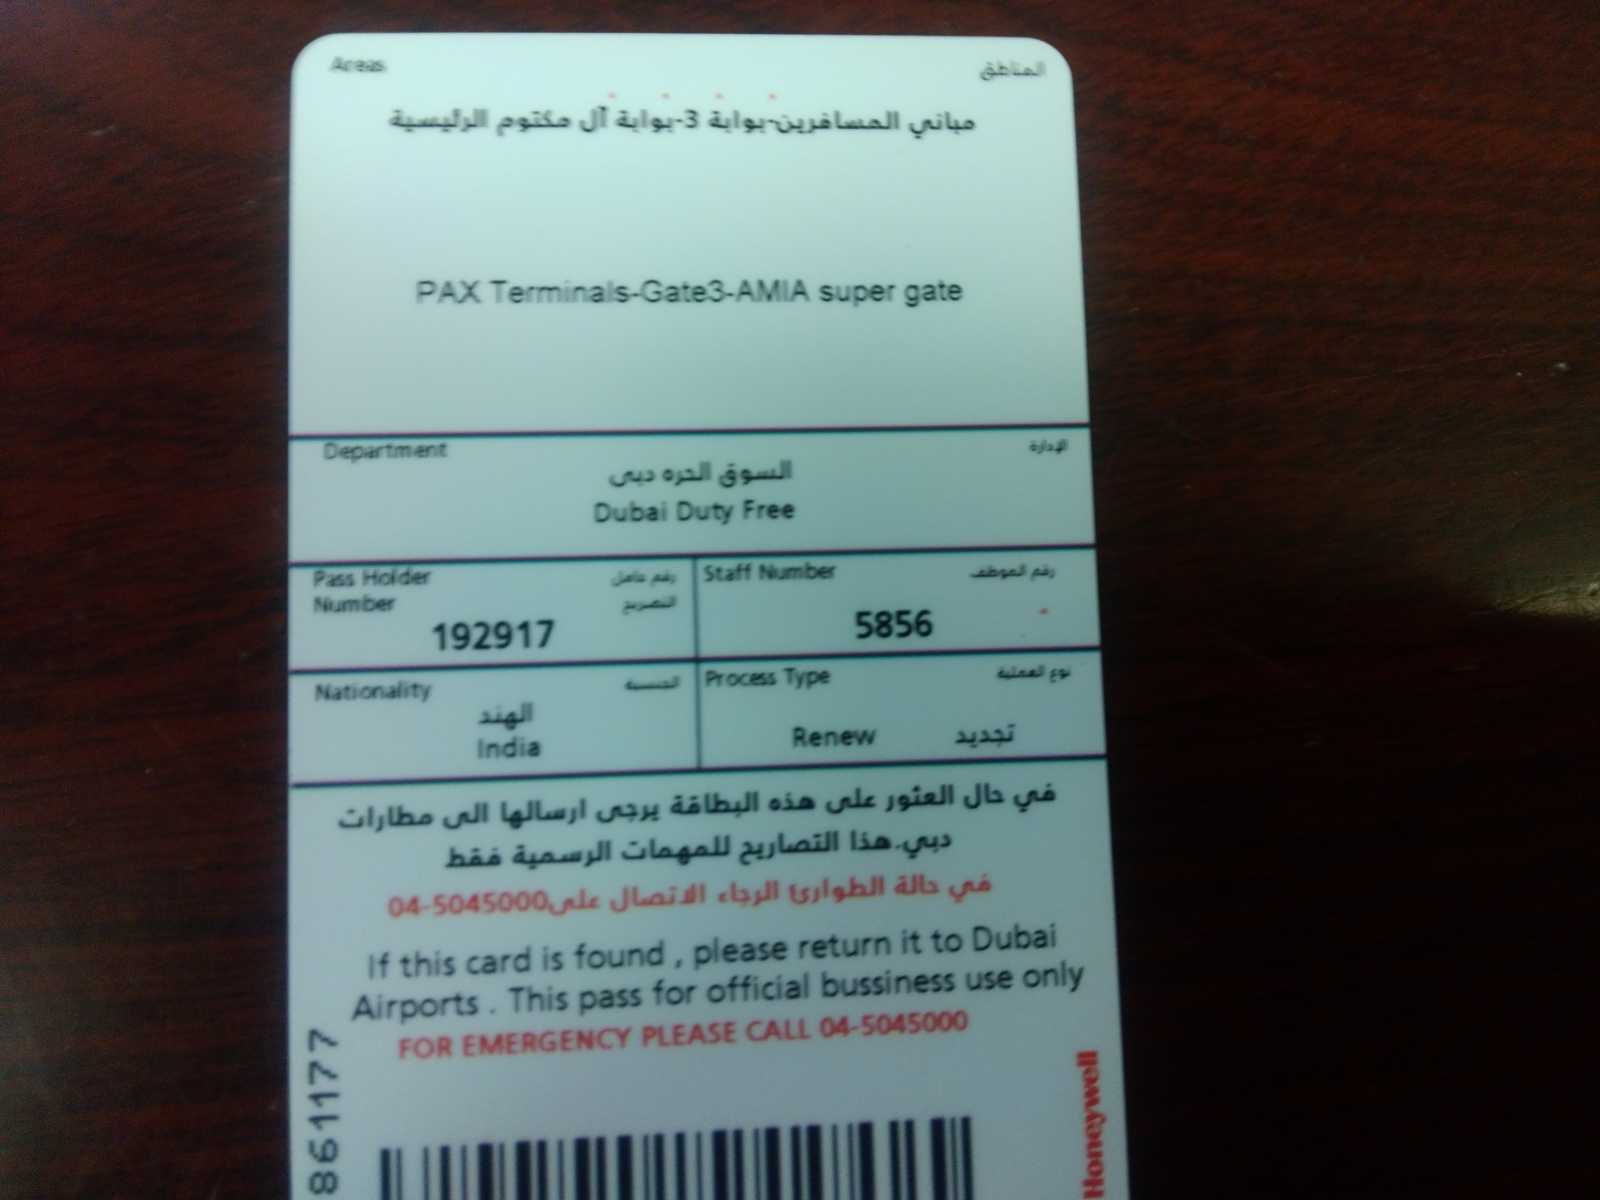 Areas
المناطق
مباني المسافرين-بوابة 3-بوابة آل مكتوم الرئيسية
PAX Terminals-Gate3-AMIA super gate
Department
الإدارة
السوق الحره دبى
Dubai Duty Free
Pass Holder
رقم حامل
Number
التصريح
192917
Staff Number
رقم الموظف
5856
Nationality
الجنسية
الهند
India
Process Type
نوع العملية
Renew
تجديد
في حال العثور على هذه البطاقة يرجى ارسالها الى مطارات
دبي.هذا التصاريح للمهمات الرسمية فقط
في حالة الطوارئ الرجاء الاتصال على04-5045000
If this card is found , please return it to Dubai
Airports . This pass for official bussiness use only
FOR EMERGENCY PLEASE CALL 04-5045000
861177
Honeywell